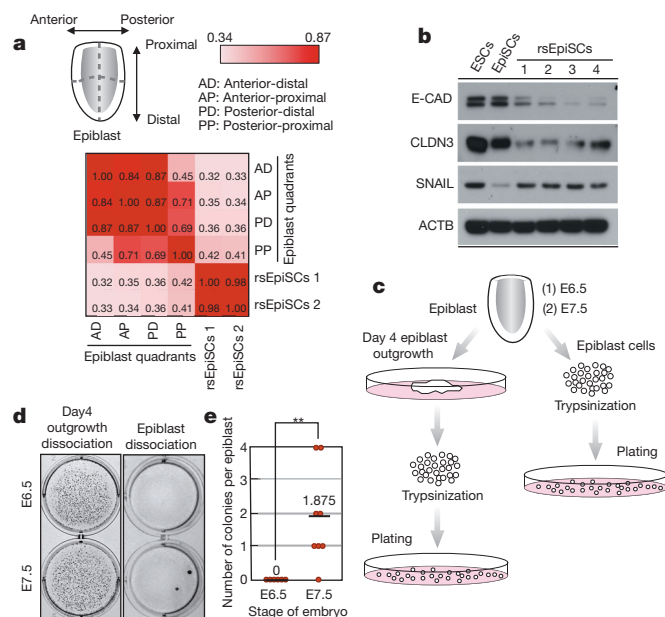 a
Anterior Posterior
Proximal
Distal
Epiblast
0.34 0.87
AD: Anterior-distal
AP: Anterior-proximal
PD: Posterior-distal
PP: Posterior-proximal
1.00 0.84 0.87 0.45 0.32 0.33 AD
0.84 1.00 0.87 0.71 0.35 0.34 AP
0.87 0.87 1.00 0.69 0.36 0.36 PD
0.45 0.71 0.69 1.00 0.42 0.41 PP
0.32 0.35 0.36 0.42 1.00 0.98 rsEpiSCs 1
0.33 0.34 0.36 0.41 0.98 1.00 rsEpiSCs 2
Epiblast quadrants
AD AP PD PP rsEpiSCs 1 rsEpiSCs 2
Epiblast quadrants
b
ESCs EpiSCs rsEpiSCs
1 2 3 4
E-CAD
CLDN3
SNAIL
ACTB
c
Epiblast
(1) E6.5
(2) E7.5
Day 4 epiblast
outgrowth
Epiblast cells
Trypsinization
Plating
Trypsinization
Plating
d
Day4
outgrowth
dissociation
Epiblast
dissociation
E6.5
E7.5
e
**
Number of colonies per epiblast
4
3
2
1
0
1.875
0
E6.5 E7.5
Stage of embryo